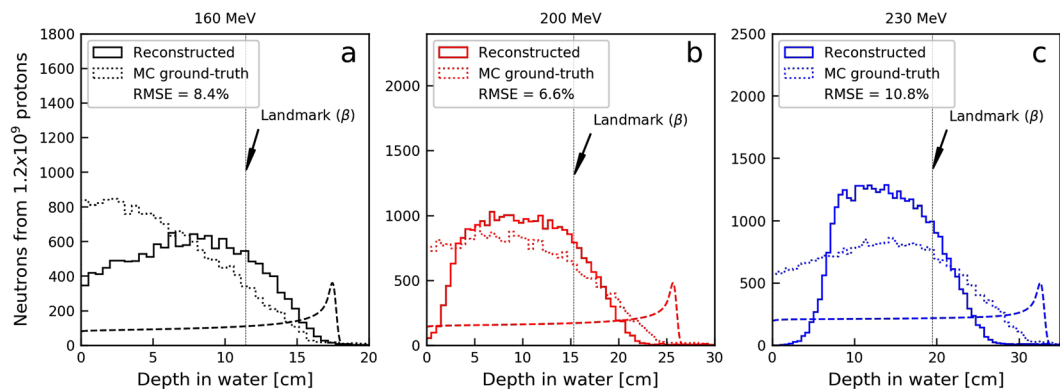 160 MeV
200 MeV
230 MeV
Neutrons from 1.2x10⁹ protons
1800
1600
1400
1200
1000
800
600
400
200
0
Reconstructed
MC ground-truth
RMSE = 8.4%
a
Landmark (β)
0 5 10 15 20
Depth in water [cm]
2000
1500
1000
500
0
Reconstructed
MC ground-truth
RMSE = 6.6%
b
Landmark (β)
0 5 10 15 20 25 30
Depth in water [cm]
2500
2000
1500
1000
500
0
Reconstructed
MC ground-truth
RMSE = 10.8%
c
Landmark (β)
0 10 20 30
Depth in water [cm]